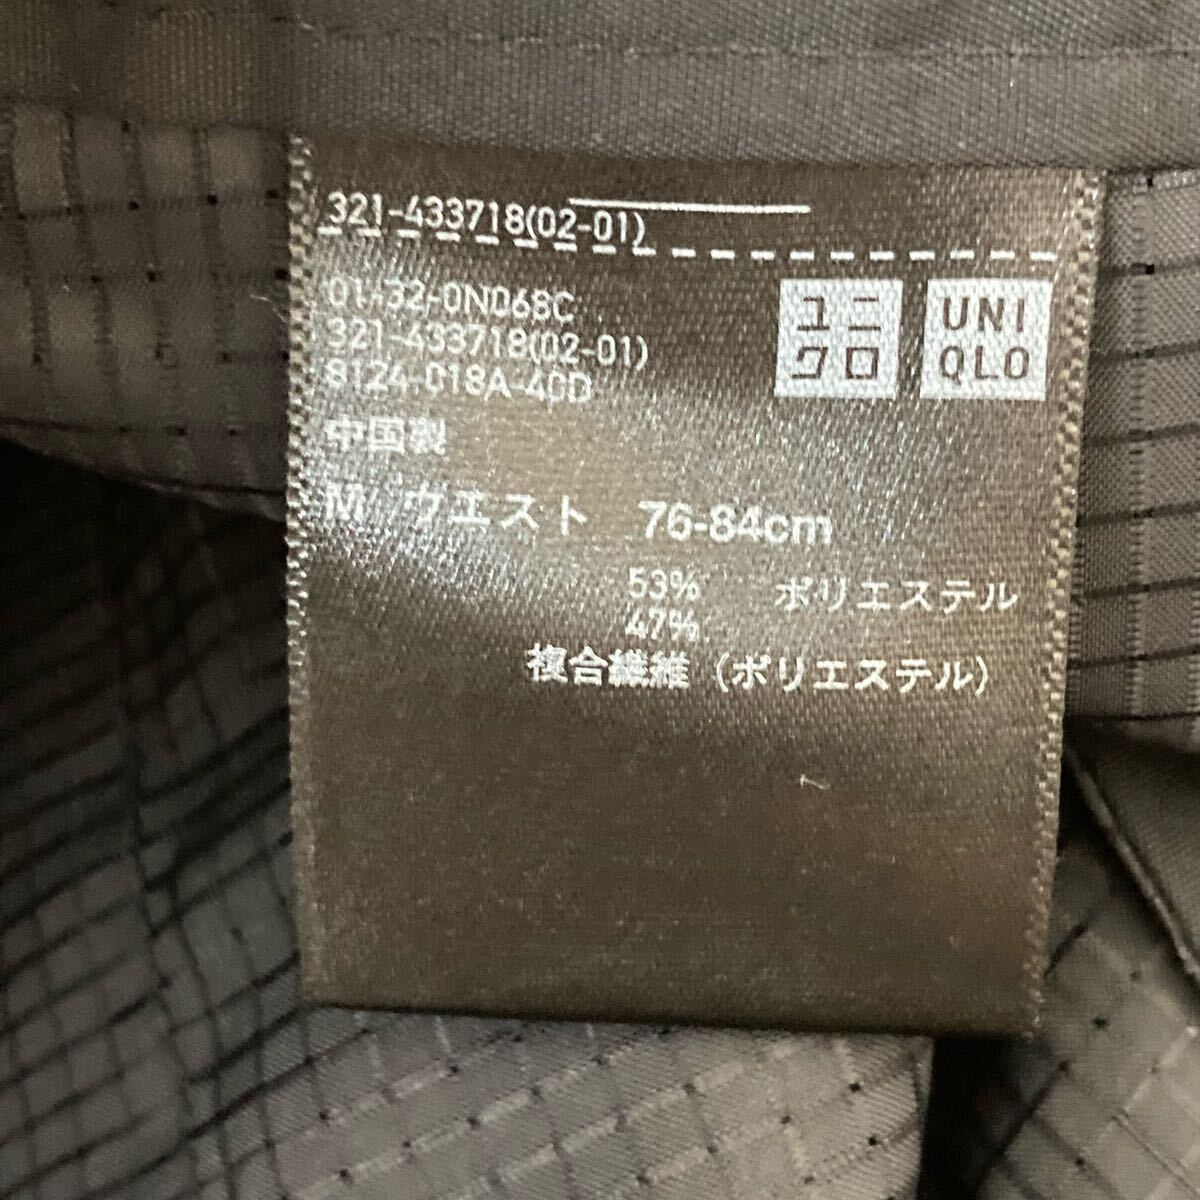 321-433718(02-01)
01-32-0N068C
321-433718(02-01)
8124-018A-40D
ユニ
クロ
UNI
QLO
中国製
M ウエスト 76-84cm
53% ポリエステル
47%
複合繊維 (ポリエステル)